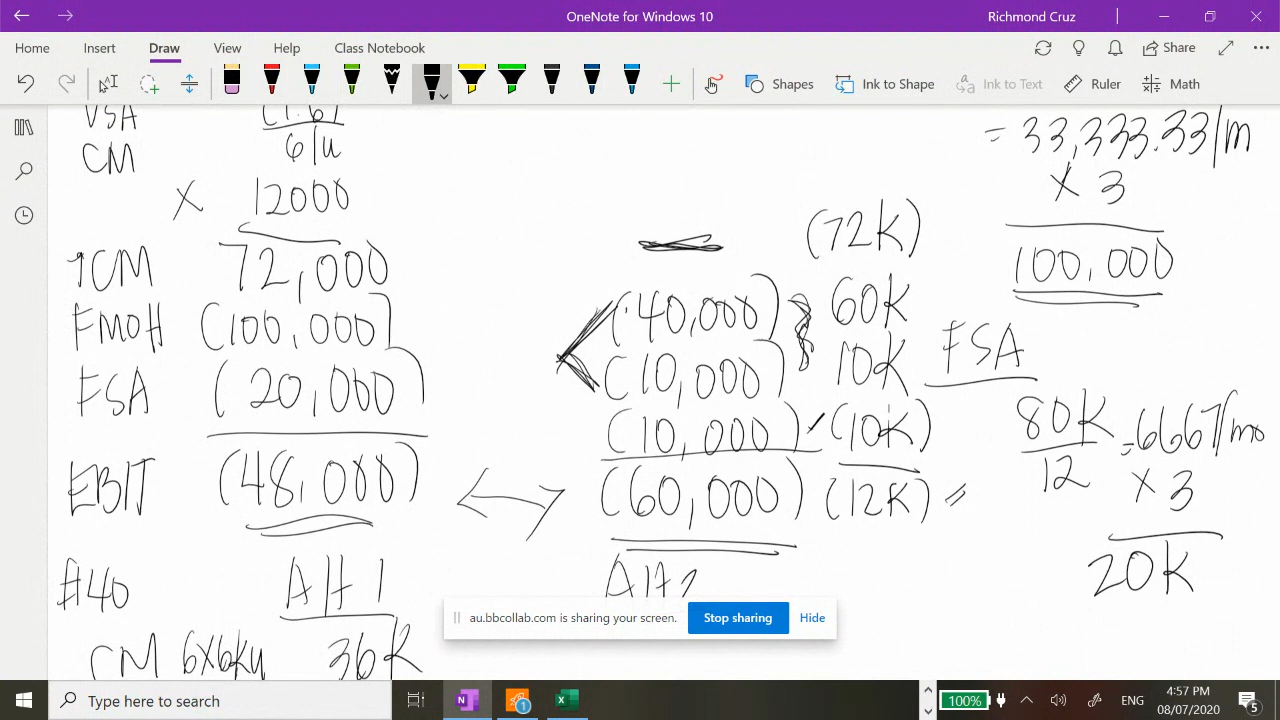 OneNote for Windows 10
Richmond Cruz
Home Insert Draw View Help Class Notebook Share
Shapes Ink to Shape Ink to Text Ruler Math
VSA
CM 6/u
X 12000
TCM 72,000
FMOH (100,000)
FSA (20,000)
EBIT (48,000)
#40 Alt 1
CM 6x6Ku 36K
(40,000)
(10,000)
(10,000)
(60,000)
Alt 2
(72K)
60K
10K
(10K)
(12K)
= 33,333.33/m
X 3
100,000
FSA
80K = 6667/mo
12 X 3
20K
au.bbcollab.com is sharing your screen. Stop sharing Hide
Type here to search
1
100%
ENG
4:57 PM
08/07/2020
5